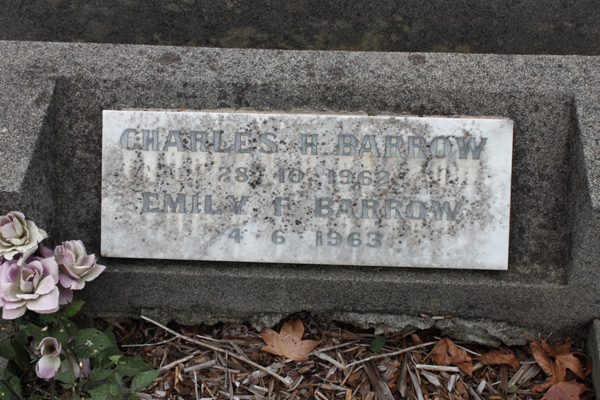 CHARLES H. BARROW
28. 10. 1962
EMILY F. BARROW
4 6 1963